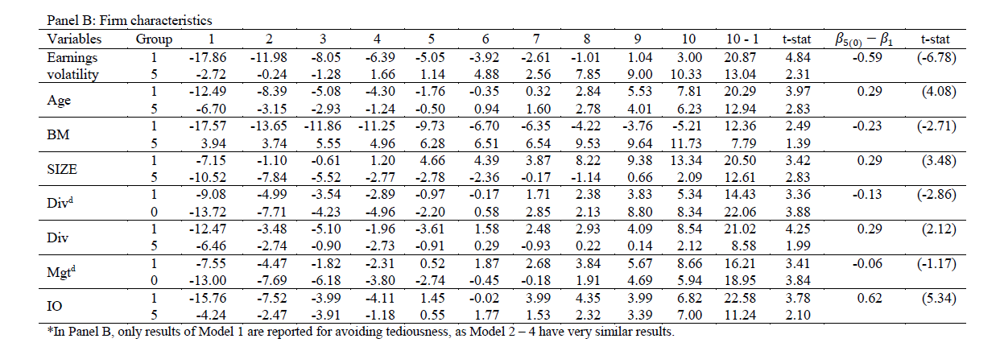 Panel B: Firm characteristics
Variables Group 1 2 3 4 5 6 7 8 9 10 10 - 1 t-stat β5(0) − β1 t-stat
Earnings volatility 1 -17.86 -11.98 -8.05 -6.39 -5.05 -3.92 -2.61 -1.01 1.04 3.00 20.87 4.84 -0.59 (-6.78)
5 -2.72 -0.24 -1.28 1.66 1.14 4.88 2.56 7.85 9.00 10.33 13.04 2.31
Age 1 -12.49 -8.39 -5.08 -4.30 -1.76 -0.35 0.32 2.84 5.53 7.81 20.29 3.97 0.29 (4.08)
5 -6.70 -3.15 -2.93 -1.24 -0.50 0.94 1.60 2.78 4.01 6.23 12.94 2.83
BM 1 -17.57 -13.65 -11.86 -11.25 -9.73 -6.70 -6.35 -4.22 -3.76 -5.21 12.36 2.49 -0.23 (-2.71)
5 3.94 3.74 5.55 4.96 6.28 6.51 6.54 9.53 9.64 11.73 7.79 1.39
SIZE 1 -7.15 -1.10 -0.61 1.20 4.66 4.39 3.87 8.22 9.38 13.34 20.50 3.42 0.29 (3.48)
5 -10.52 -7.84 -5.52 -2.77 -2.78 -2.36 -0.17 -1.14 0.66 2.09 12.61 2.83
Divd 1 -9.08 -4.99 -3.54 -2.89 -0.97 -0.17 1.71 2.38 3.83 5.34 14.43 3.36 -0.13 (-2.86)
0 -13.72 -7.71 -4.23 -4.96 -2.20 0.58 2.85 2.13 8.80 8.34 22.06 3.88
Div 1 -12.47 -3.48 -5.10 -1.96 -3.61 1.58 2.48 2.93 4.09 8.54 21.02 4.25 0.29 (2.12)
5 -6.46 -2.74 -0.90 -2.73 -0.91 0.29 -0.93 0.22 0.14 2.12 8.58 1.99
Mgtd 1 -7.55 -4.47 -1.82 -2.31 0.52 1.87 2.68 3.84 5.67 8.66 16.21 3.41 -0.06 (-1.17)
0 -13.00 -7.69 -6.18 -3.80 -2.74 -0.45 -0.18 1.91 4.69 5.94 18.95 3.84
IO 1 -15.76 -7.52 -3.99 -4.11 1.45 -0.02 3.99 4.35 3.99 6.82 22.58 3.78 0.62 (5.34)
5 -4.24 -2.47 -3.91 -1.18 0.55 1.77 1.53 2.32 3.39 7.00 11.24 2.10
*In Panel B, only results of Model 1 are reported for avoiding tediousness, as Model 2 – 4 have very similar results.